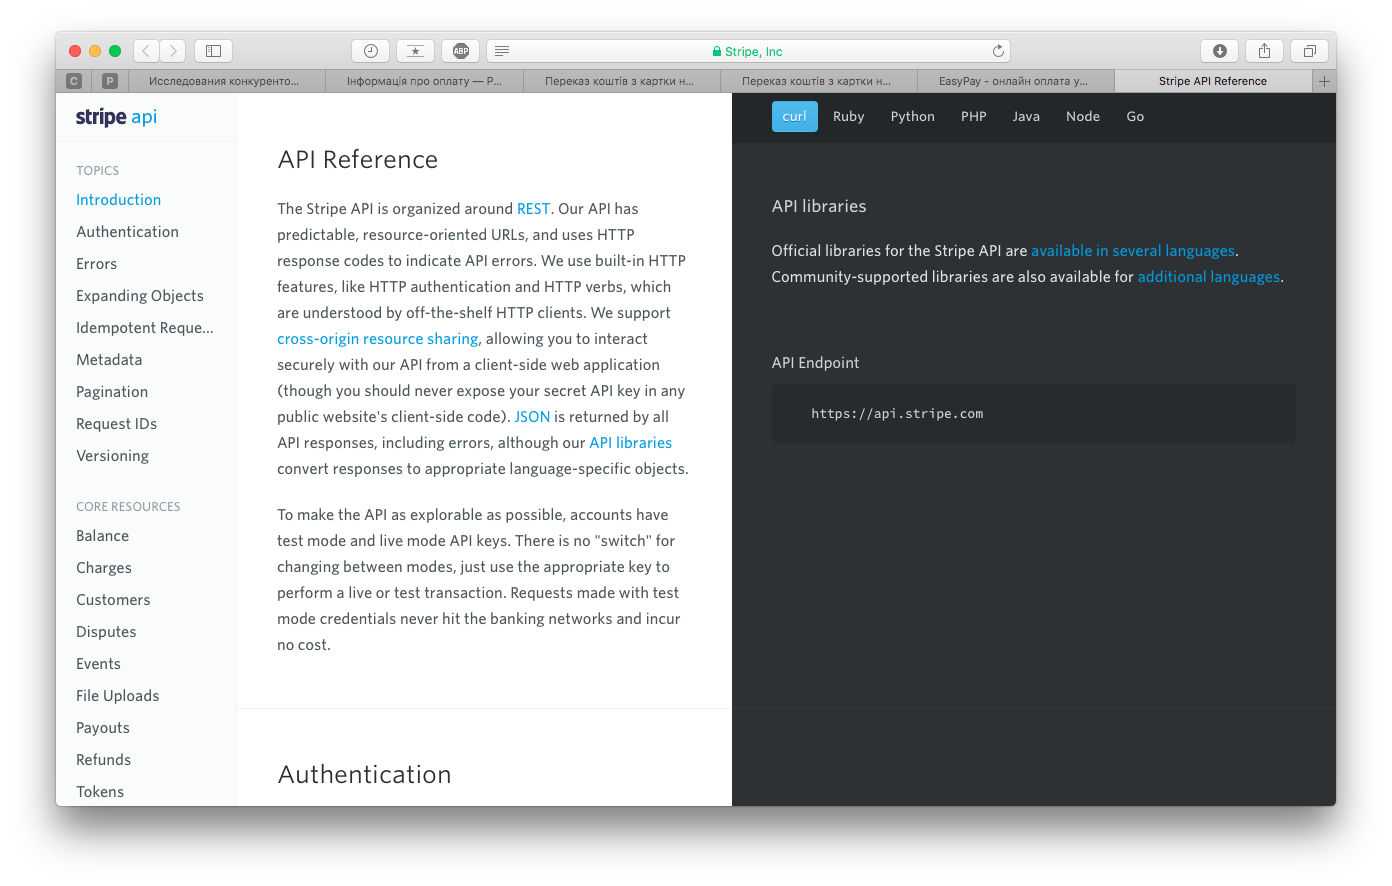 ABP
Stripe, Inc
C
P
Исследования конкуренто...
Інформація про оплату — P...
Переказ коштів з картки н...
Переказ коштів з картки н...
EasyPay - онлайн оплата у...
Stripe API Reference
stripe api
TOPICS
Introduction
Authentication
Errors
Expanding Objects
Idempotent Reque...
Metadata
Pagination
Request IDs
Versioning
CORE RESOURCES
Balance
Charges
Customers
Disputes
Events
File Uploads
Payouts
Refunds
Tokens
API Reference
The Stripe API is organized around REST. Our API has
predictable, resource-oriented URLs, and uses HTTP
response codes to indicate API errors. We use built-in HTTP
features, like HTTP authentication and HTTP verbs, which
are understood by off-the-shelf HTTP clients. We support
cross-origin resource sharing, allowing you to interact
securely with our API from a client-side web application
(though you should never expose your secret API key in any
public website's client-side code). JSON is returned by all
API responses, including errors, although our API libraries
convert responses to appropriate language-specific objects.
To make the API as explorable as possible, accounts have
test mode and live mode API keys. There is no "switch" for
changing between modes, just use the appropriate key to
perform a live or test transaction. Requests made with test
mode credentials never hit the banking networks and incur
no cost.
Authentication
curl Ruby Python PHP Java Node Go
API libraries
Official libraries for the Stripe API are available in several languages.
Community-supported libraries are also available for additional languages.
API Endpoint
https://api.stripe.com